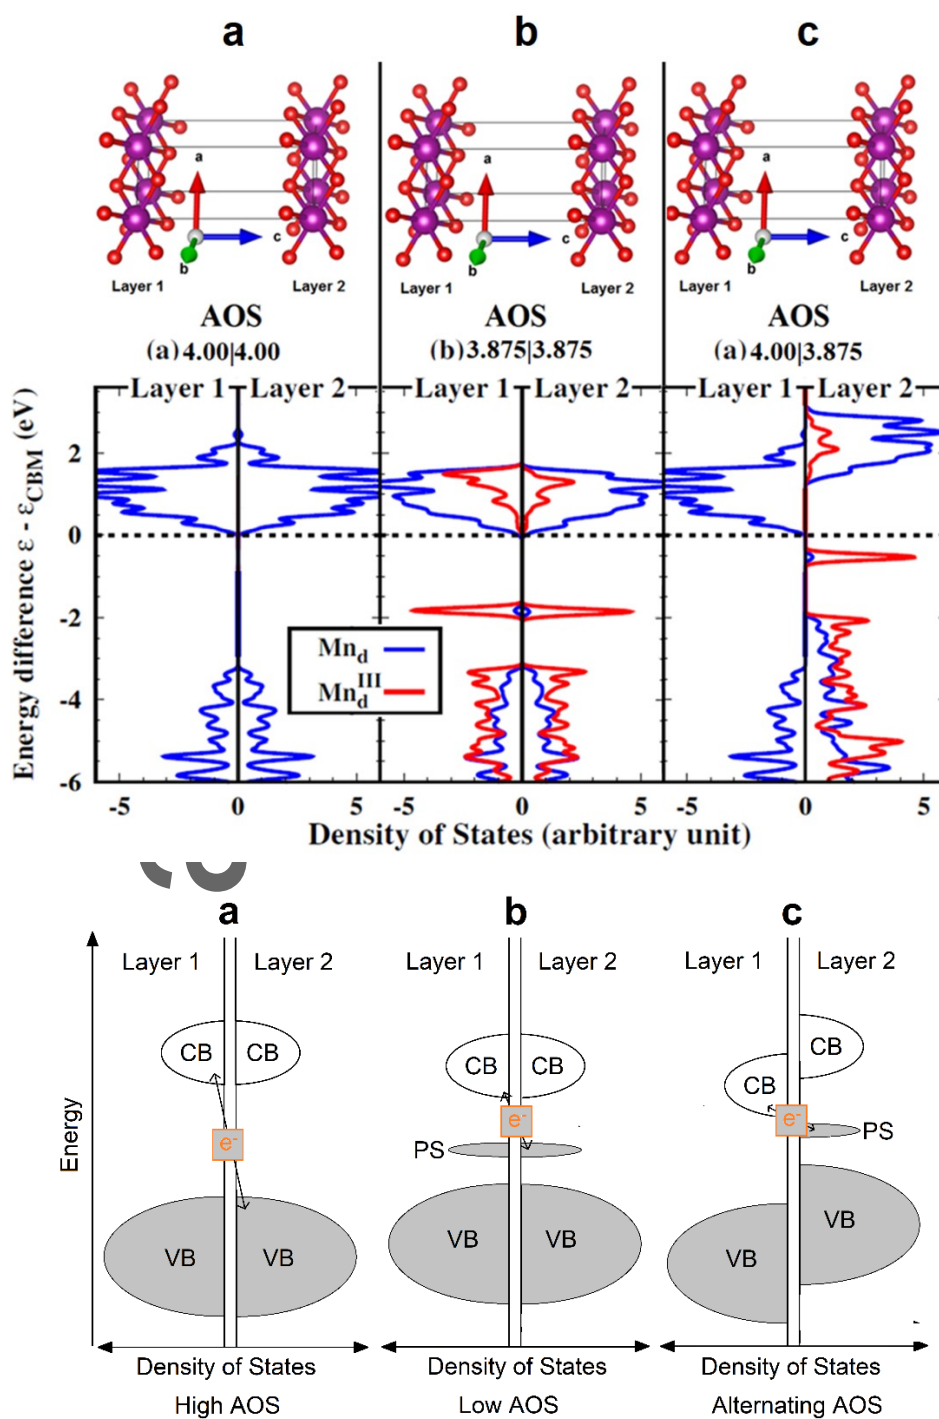 a b c
a
c
b
Layer 1 Layer 2
a
c
b
Layer 1 Layer 2
a
c
b
Layer 1 Layer 2
AOS AOS AOS
(a) 4.00|4.00 (b) 3.875|3.875 (a) 4.00|3.875
Layer 1 Layer 2 Layer 1 Layer 2 Layer 1 Layer 2
Energy difference ε - εCBM (eV)
2
0
-2
-4
-6
Mn d
Mn III d
-5 0 5 -5 0 5 -5 0 5
Density of States (arbitrary unit)
a b c
Layer 1 Layer 2 Layer 1 Layer 2 Layer 1 Layer 2
Energy
CB CB CB CB CB CB
e- e- e-
PS PS
VB VB VB VB VB VB
Density of States Density of States Density of States
High AOS Low AOS Alternating AOS